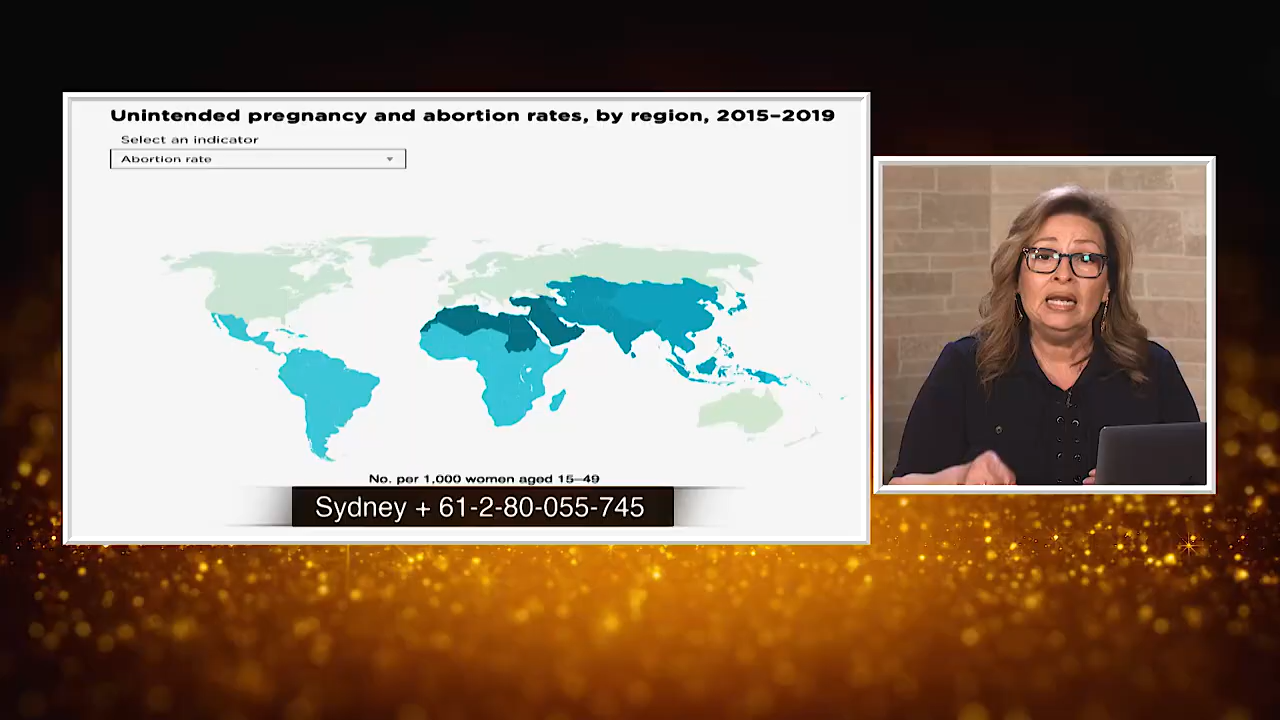 Unintended pregnancy and abortion rates, by region, 2015–2019
Select an indicator
Abortion rate
No. per 1,000 women aged 15–49
Sydney + 61-2-80-055-745